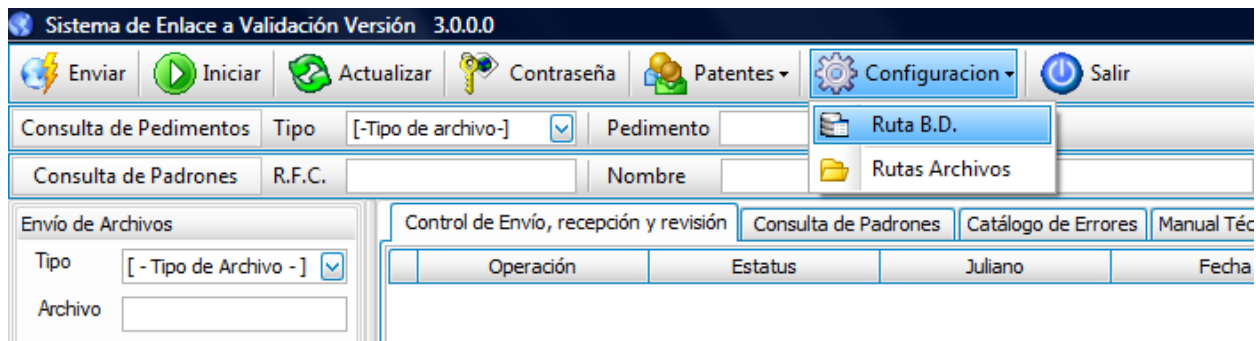 Sistema de Enlace a Validación Versión 3.0.0.0
Enviar Iniciar Actualizar Contraseña Patentes Configuracion Salir
Consulta de Pedimentos Tipo [-Tipo de archivo-] Pedimento
Ruta B.D.
Consulta de Padrones R.F.C. Nombre
Rutas Archivos
Envío de Archivos
Control de Envío, recepción y revisión Consulta de Padrones Catálogo de Errores Manual Téc
Tipo [ - Tipo de Archivo - ]
Operación Estatus Juliano Fecha
Archivo